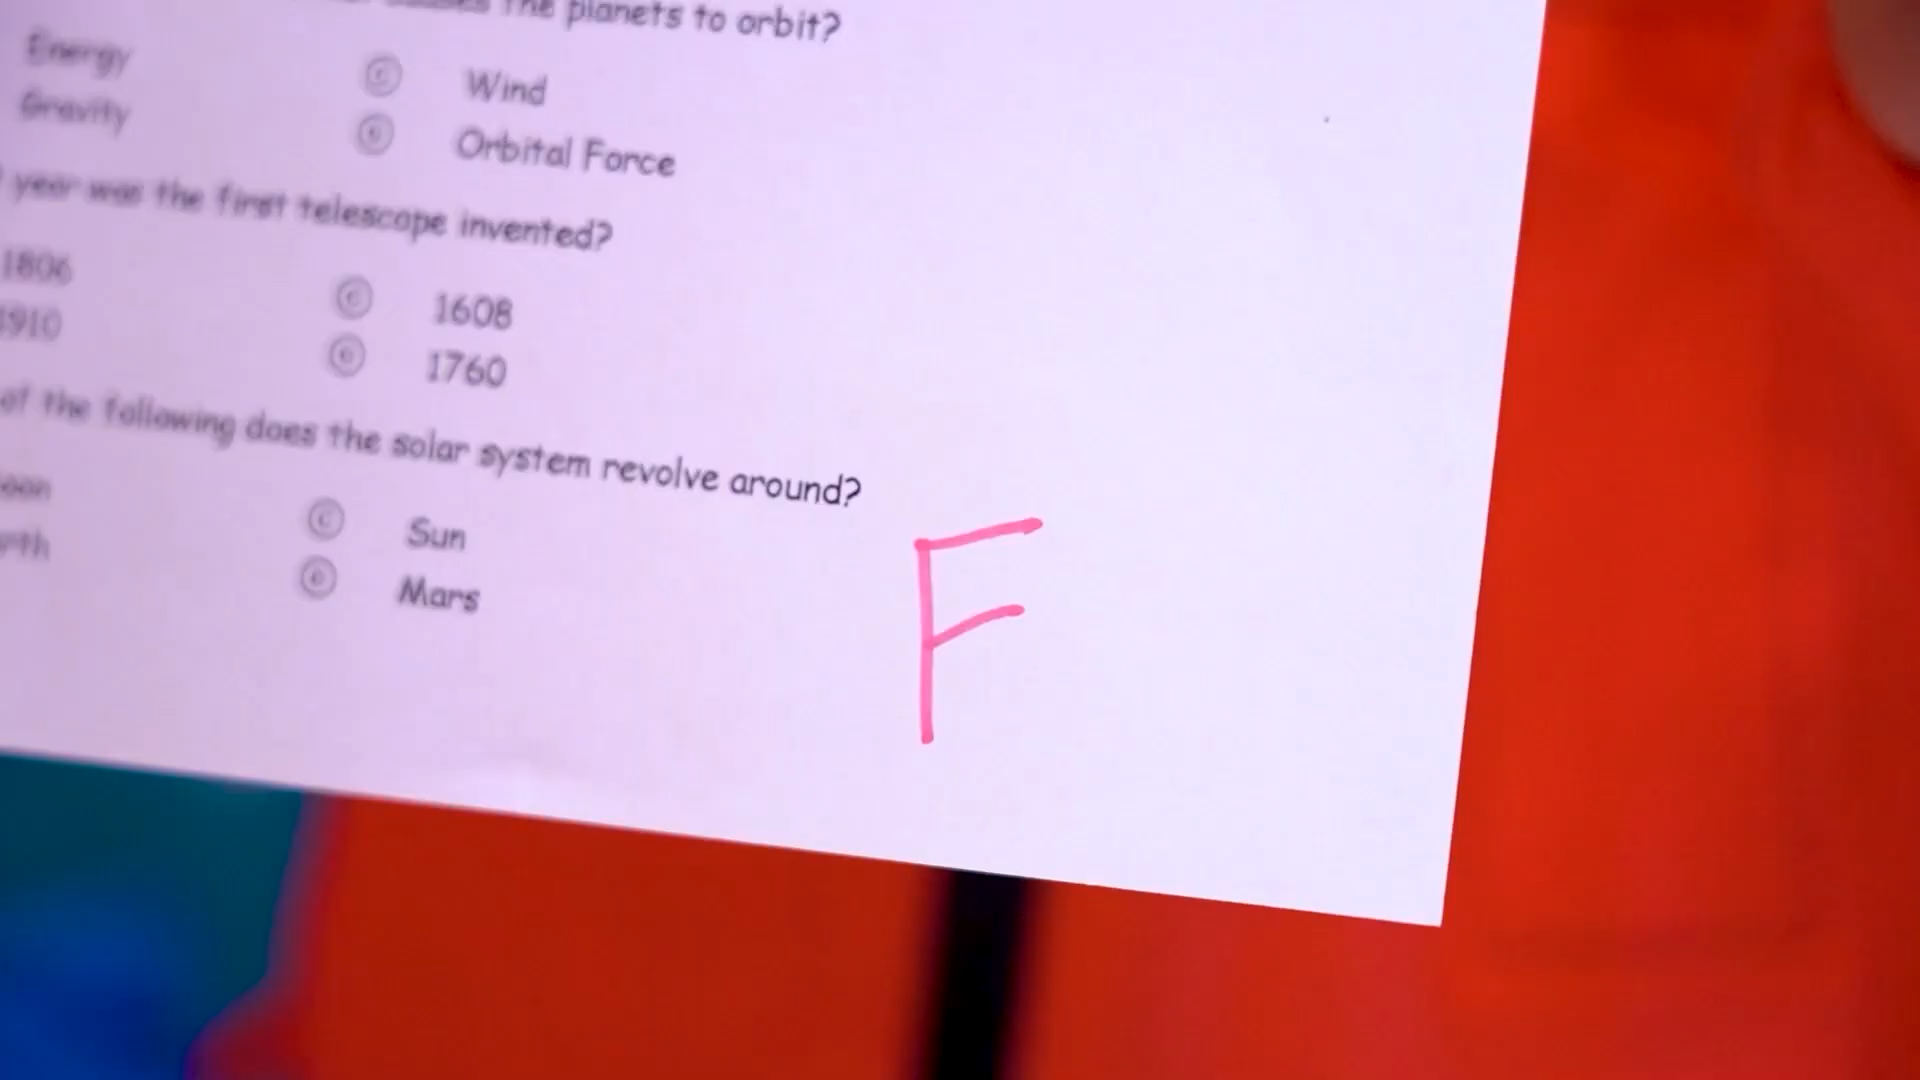 the planets to orbit?
Energy Ⓒ Wind
Gravity Ⓓ Orbital Force
year was the first telescope invented?
1806 Ⓒ 1608
1910 Ⓓ 1760
of the following does the solar system revolve around?
Ⓒ Sun
Ⓓ Mars
F